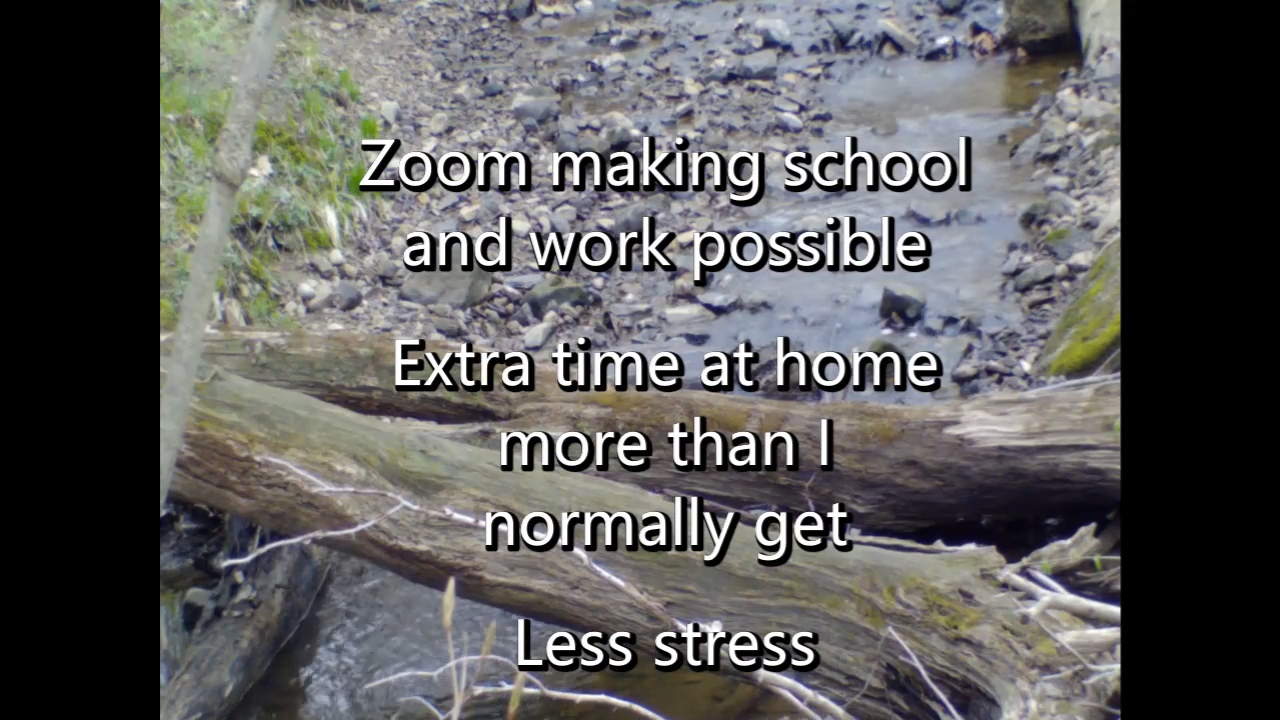 Zoom making school
and work possible
Extra time at home
more than I
normally get
Less stress